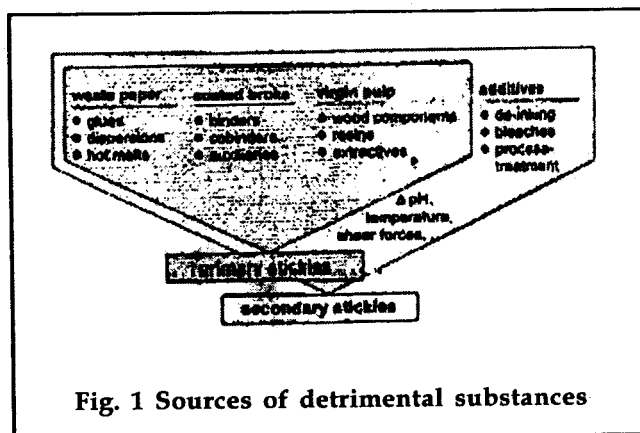 waste paper
glues
dispersions
hot melts
coated broke
binders
cobinders
auxiliaries
virgin pulp
wood components
resins
extractives
additives
de-inking
bleaches
process-
treatment
Δ pH,
temperature,
shear forces,
primary stickies
secondary stickies
Fig. 1 Sources of detrimental substances